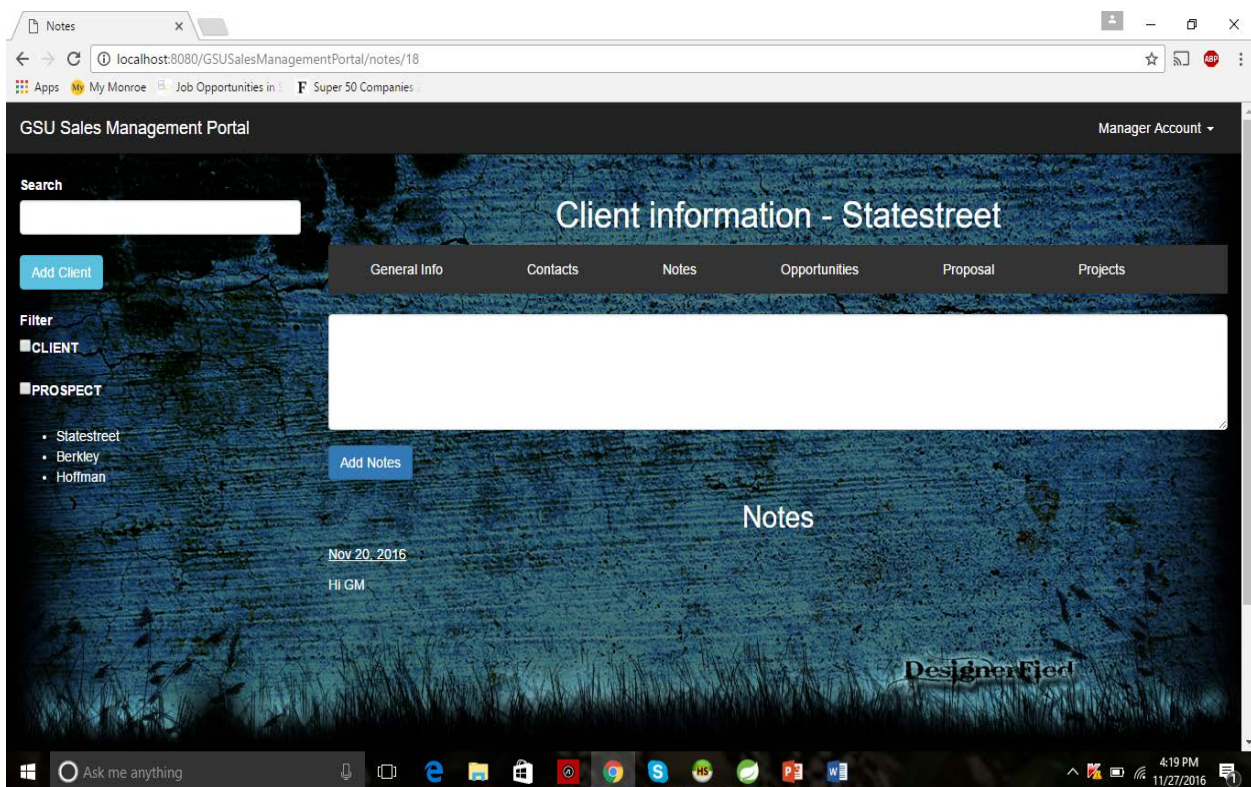 Notes
localhost:8080/GSUSalesManagementPortal/notes/18
ABP
Apps My My Monroe Job Opportunities in F Super 50 Companies
GSU Sales Management Portal Manager Account
Search
Client information - Statestreet
Add Client
General Info Contacts Notes Opportunities Proposal Projects
Filter
CLIENT
PROSPECT
Statestreet
Berkley
Hoffman
Add Notes
Notes
Nov 20, 2016
Hi GM
DesignerFied
Ask me anything
HS
4:19 PM
11/27/2016